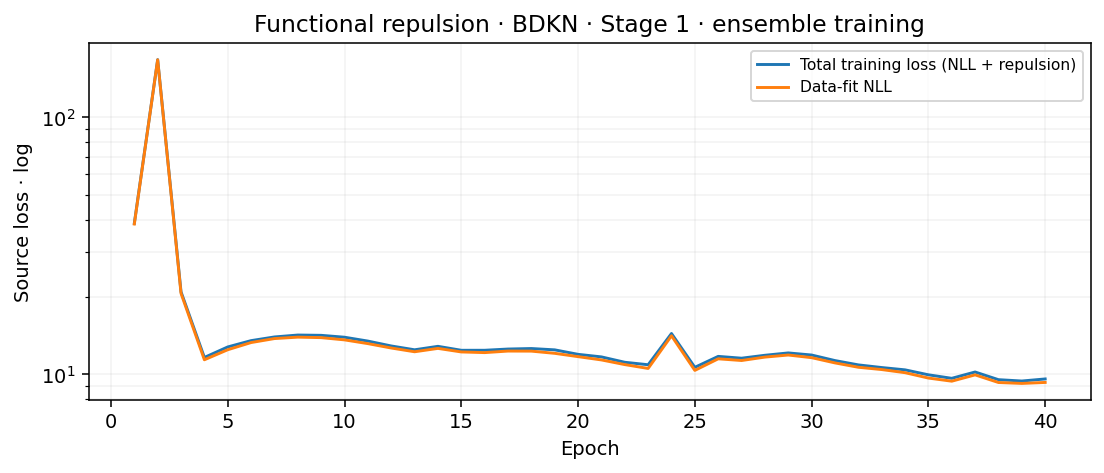 Functional repulsion · BDKN · Stage 1 · ensemble training
Total training loss (NLL + repulsion)
Data-fit NLL
Source loss · log
10²
10¹
0 5 10 15 20 25 30 35 40
Epoch